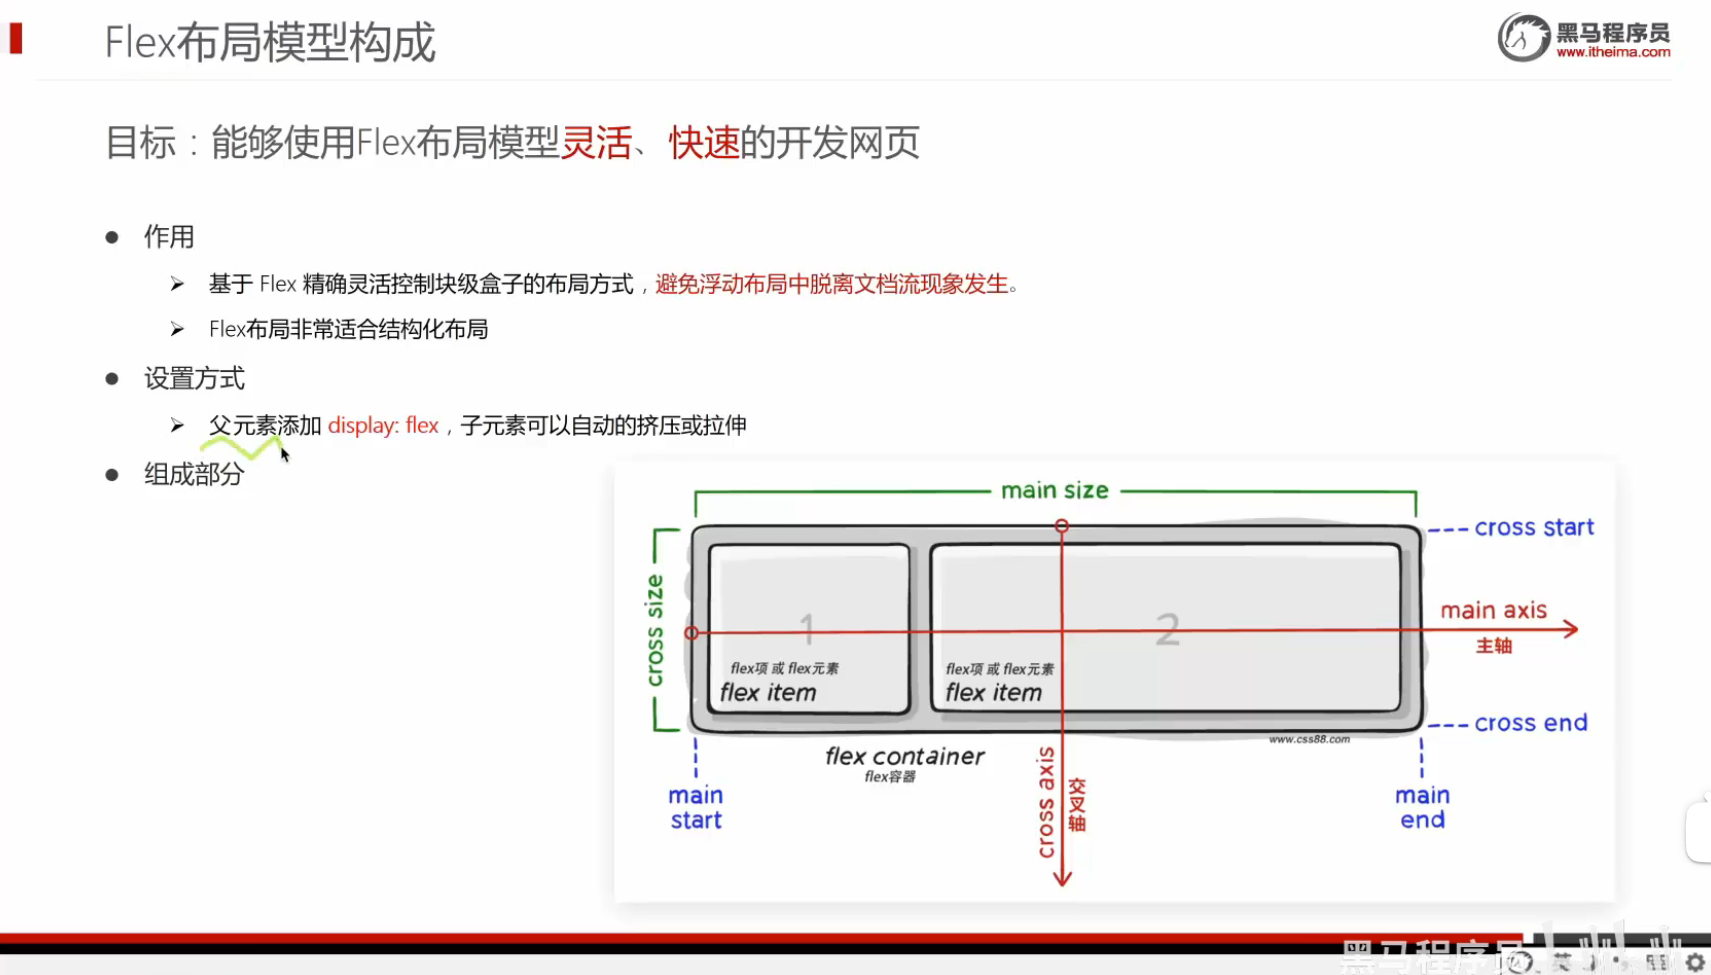 Flex布局模型构成
黑马程序员
www.itheima.com
目标：能够使用Flex布局模型灵活、快速的开发网页
● 作用
➢ 基于 Flex 精确灵活控制块级盒子的布局方式，避免浮动布局中脱离文档流现象发生。
➢ Flex布局非常适合结构化布局
● 设置方式
➢ 父元素添加 display: flex，子元素可以自动的挤压或拉伸
● 组成部分
main size
cross start
cross size
1
2
main axis
主轴
flex项 或 flex元素
flex item
flex项 或 flex元素
flex item
cross end
www.css88.com
flex container
flex容器
cross axis
交叉轴
main
start
main
end
黑马程序员
英